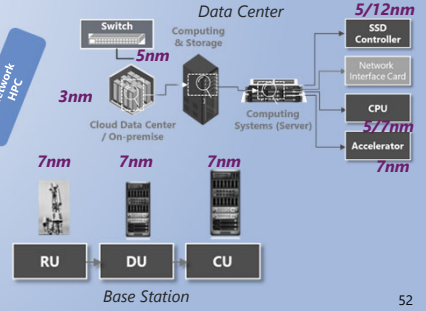 Data Center
5/12nm
Switch
Computing
& Storage
SSD
Controller
5nm
HPC
3nm
Network
Interface Card
Cloud Data Center
/ On-premise
Computing
Systems (Server)
CPU
5/7nm
Accelerator
7nm
7nm
7nm
7nm
RU
DU
CU
Base Station
52